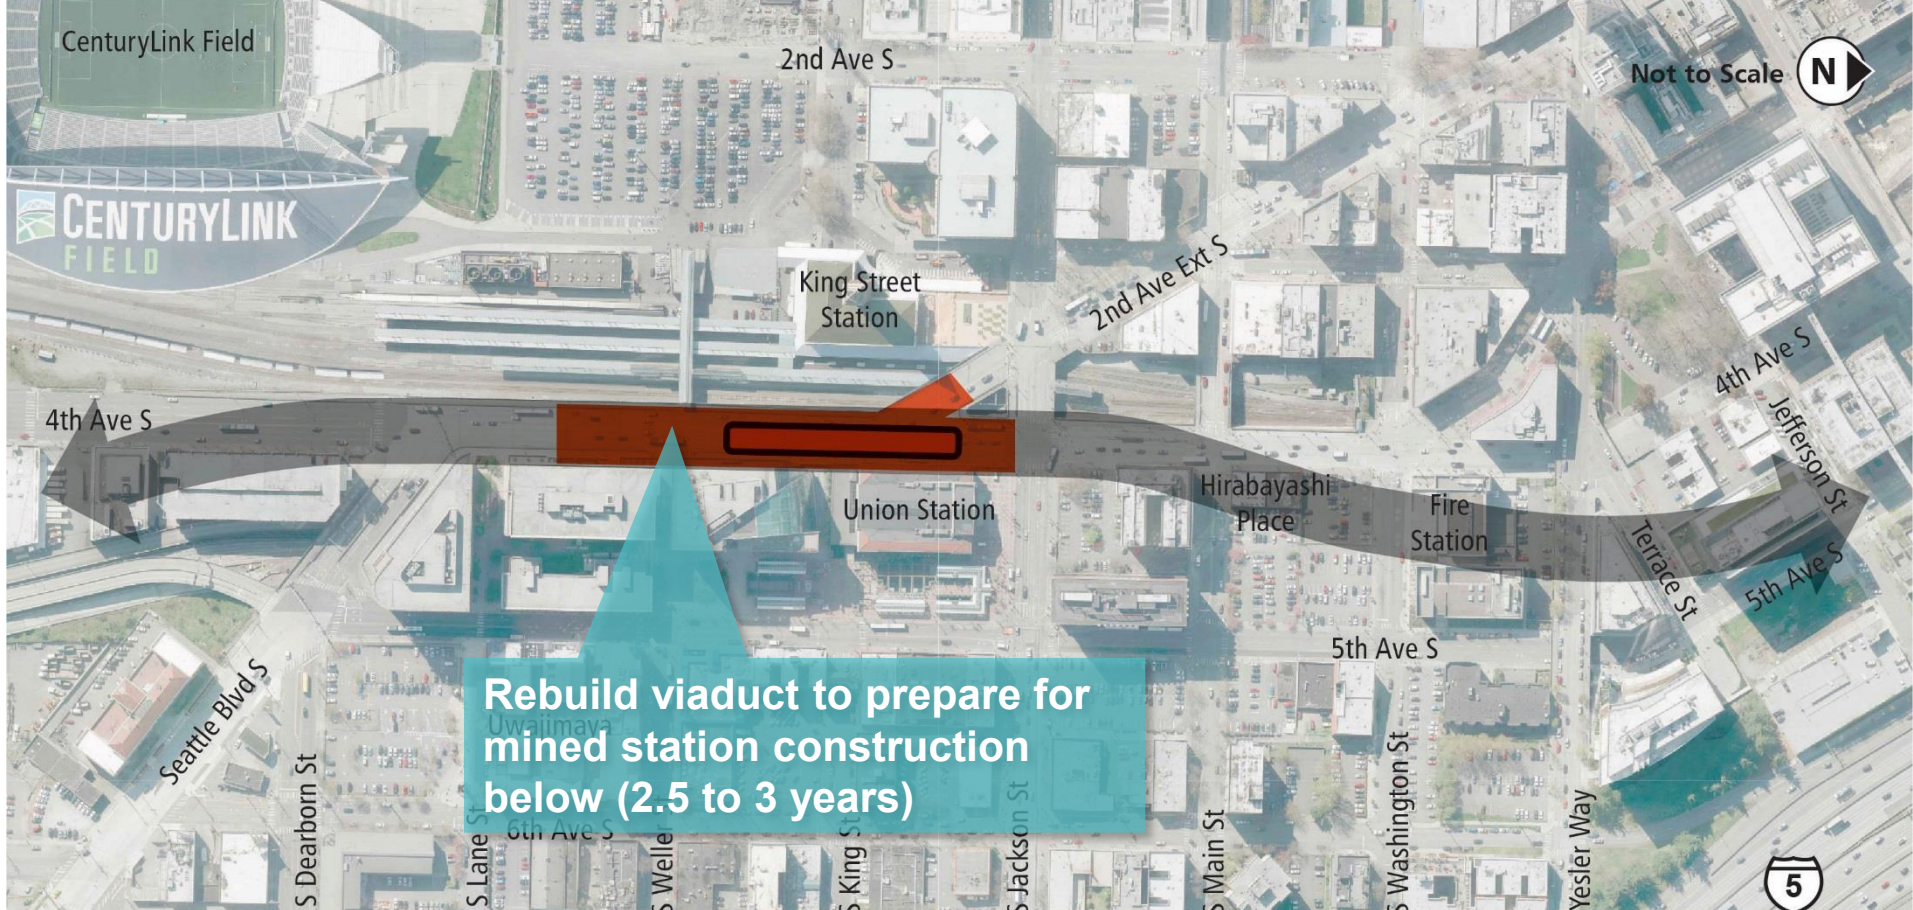 CenturyLink Field
2nd Ave S
Not to Scale
N
CENTURYLINK
FIELD
King Street
Station
2nd Ave Ext S
4th Ave S
4th Ave S
Jefferson St
Union Station
Hirabayashi
Place
Fire
Station
Terrace St
5th Ave S
5th Ave S
Rebuild viaduct to prepare for
mined station construction
below (2.5 to 3 years)
Uwajimaya
Seattle Blvd S
S Dearborn St
S Lane St
6th Ave S
S Weller
S King St
S Jackson St
S Main St
S Washington St
Yesler Way
5